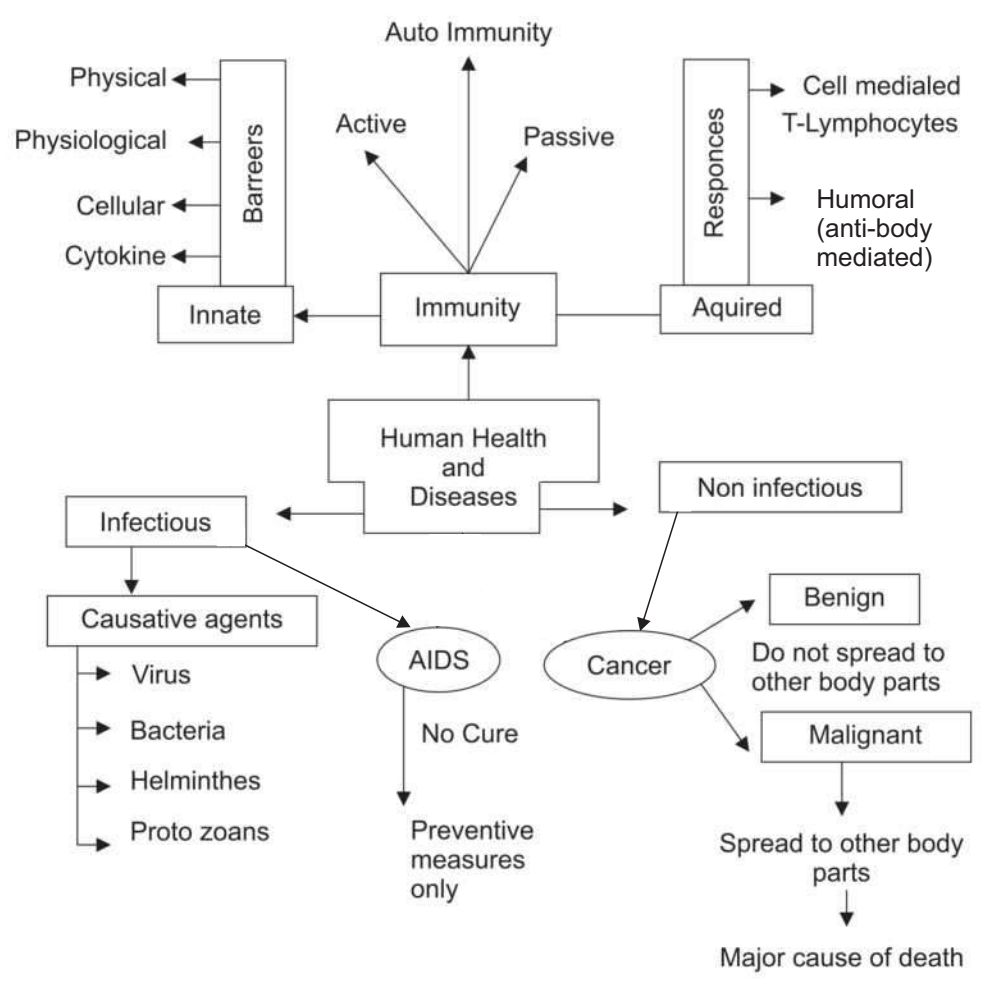 Auto Immunity
Physical
Physiological
Cellular
Cytokine
Barreers
Active
Passive
Responces
Cell medialed
T-Lymphocytes
Humoral
(anti-body
mediated)
Innate
Immunity
Aquired
Human Health
and
Diseases
Infectious
Non infectious
Causative agents
Virus
Bacteria
Helminthes
Proto zoans
AIDS
No Cure
Preventive
measures
only
Cancer
Benign
Do not spread to
other body parts
Malignant
Spread to other body
parts
Major cause of death